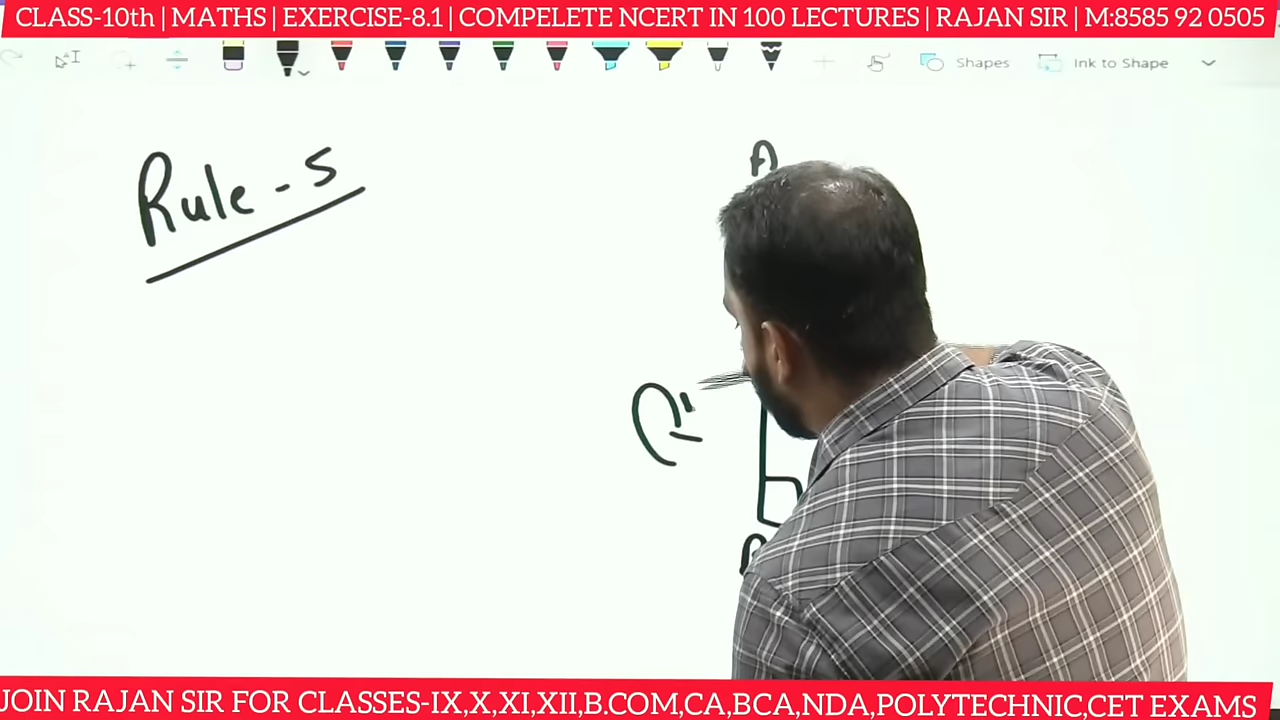 CLASS-10th | MATHS | EXERCISE-8.1 | COMPELETE NCERT IN 100 LECTURES | RAJAN SIR | M:8585 92 0505
Shapes
Ink to Shape
Rule-5
A
JOIN RAJAN SIR FOR CLASSES-IX,X,XI,XII,B.COM,CA,BCA,NDA,POLYTECHNIC,CET EXAMS